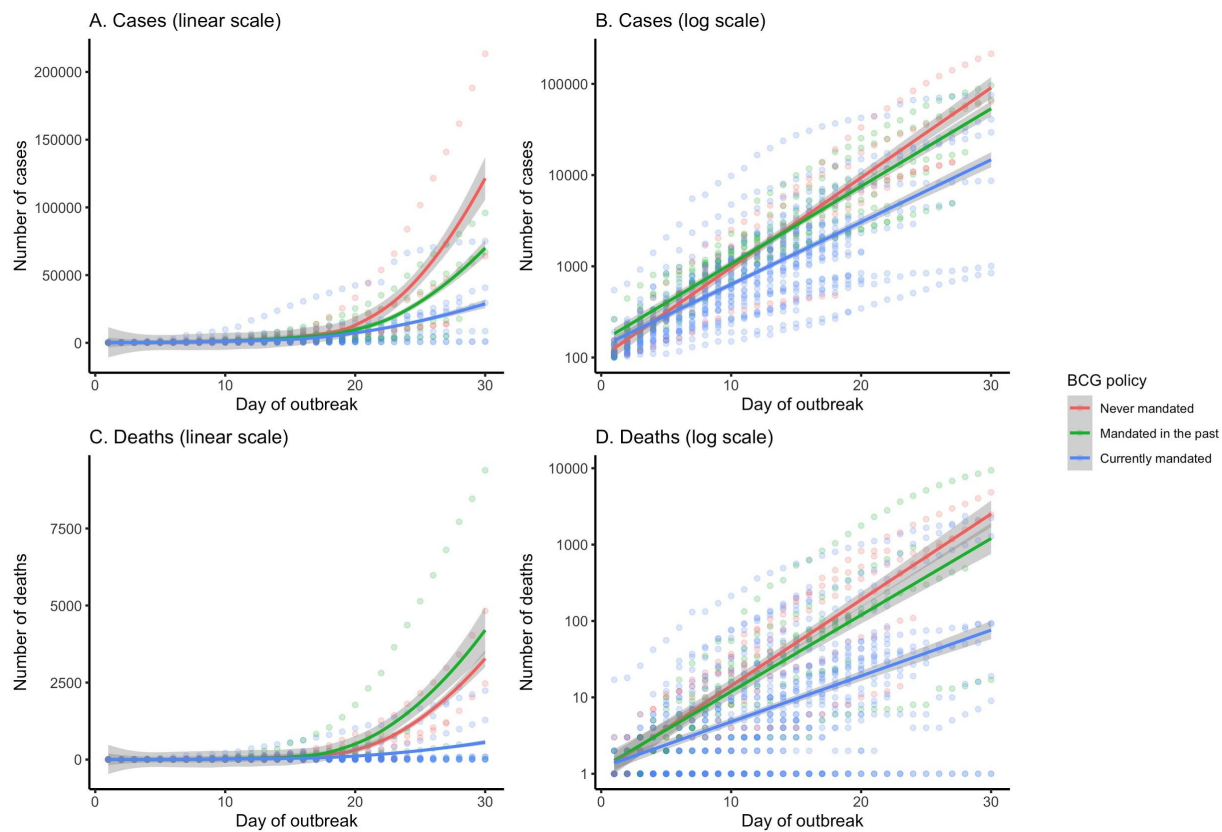 A. Cases (linear scale)
200000
150000
100000
50000
0
Number of cases
0 10 20 30
Day of outbreak
B. Cases (log scale)
100000
10000
1000
100
Number of cases
0 10 20 30
Day of outbreak
C. Deaths (linear scale)
7500
5000
2500
0
Number of deaths
0 10 20 30
Day of outbreak
D. Deaths (log scale)
10000
1000
100
10
1
Number of deaths
0 10 20 30
Day of outbreak
BCG policy
Never mandated
Mandated in the past
Currently mandated